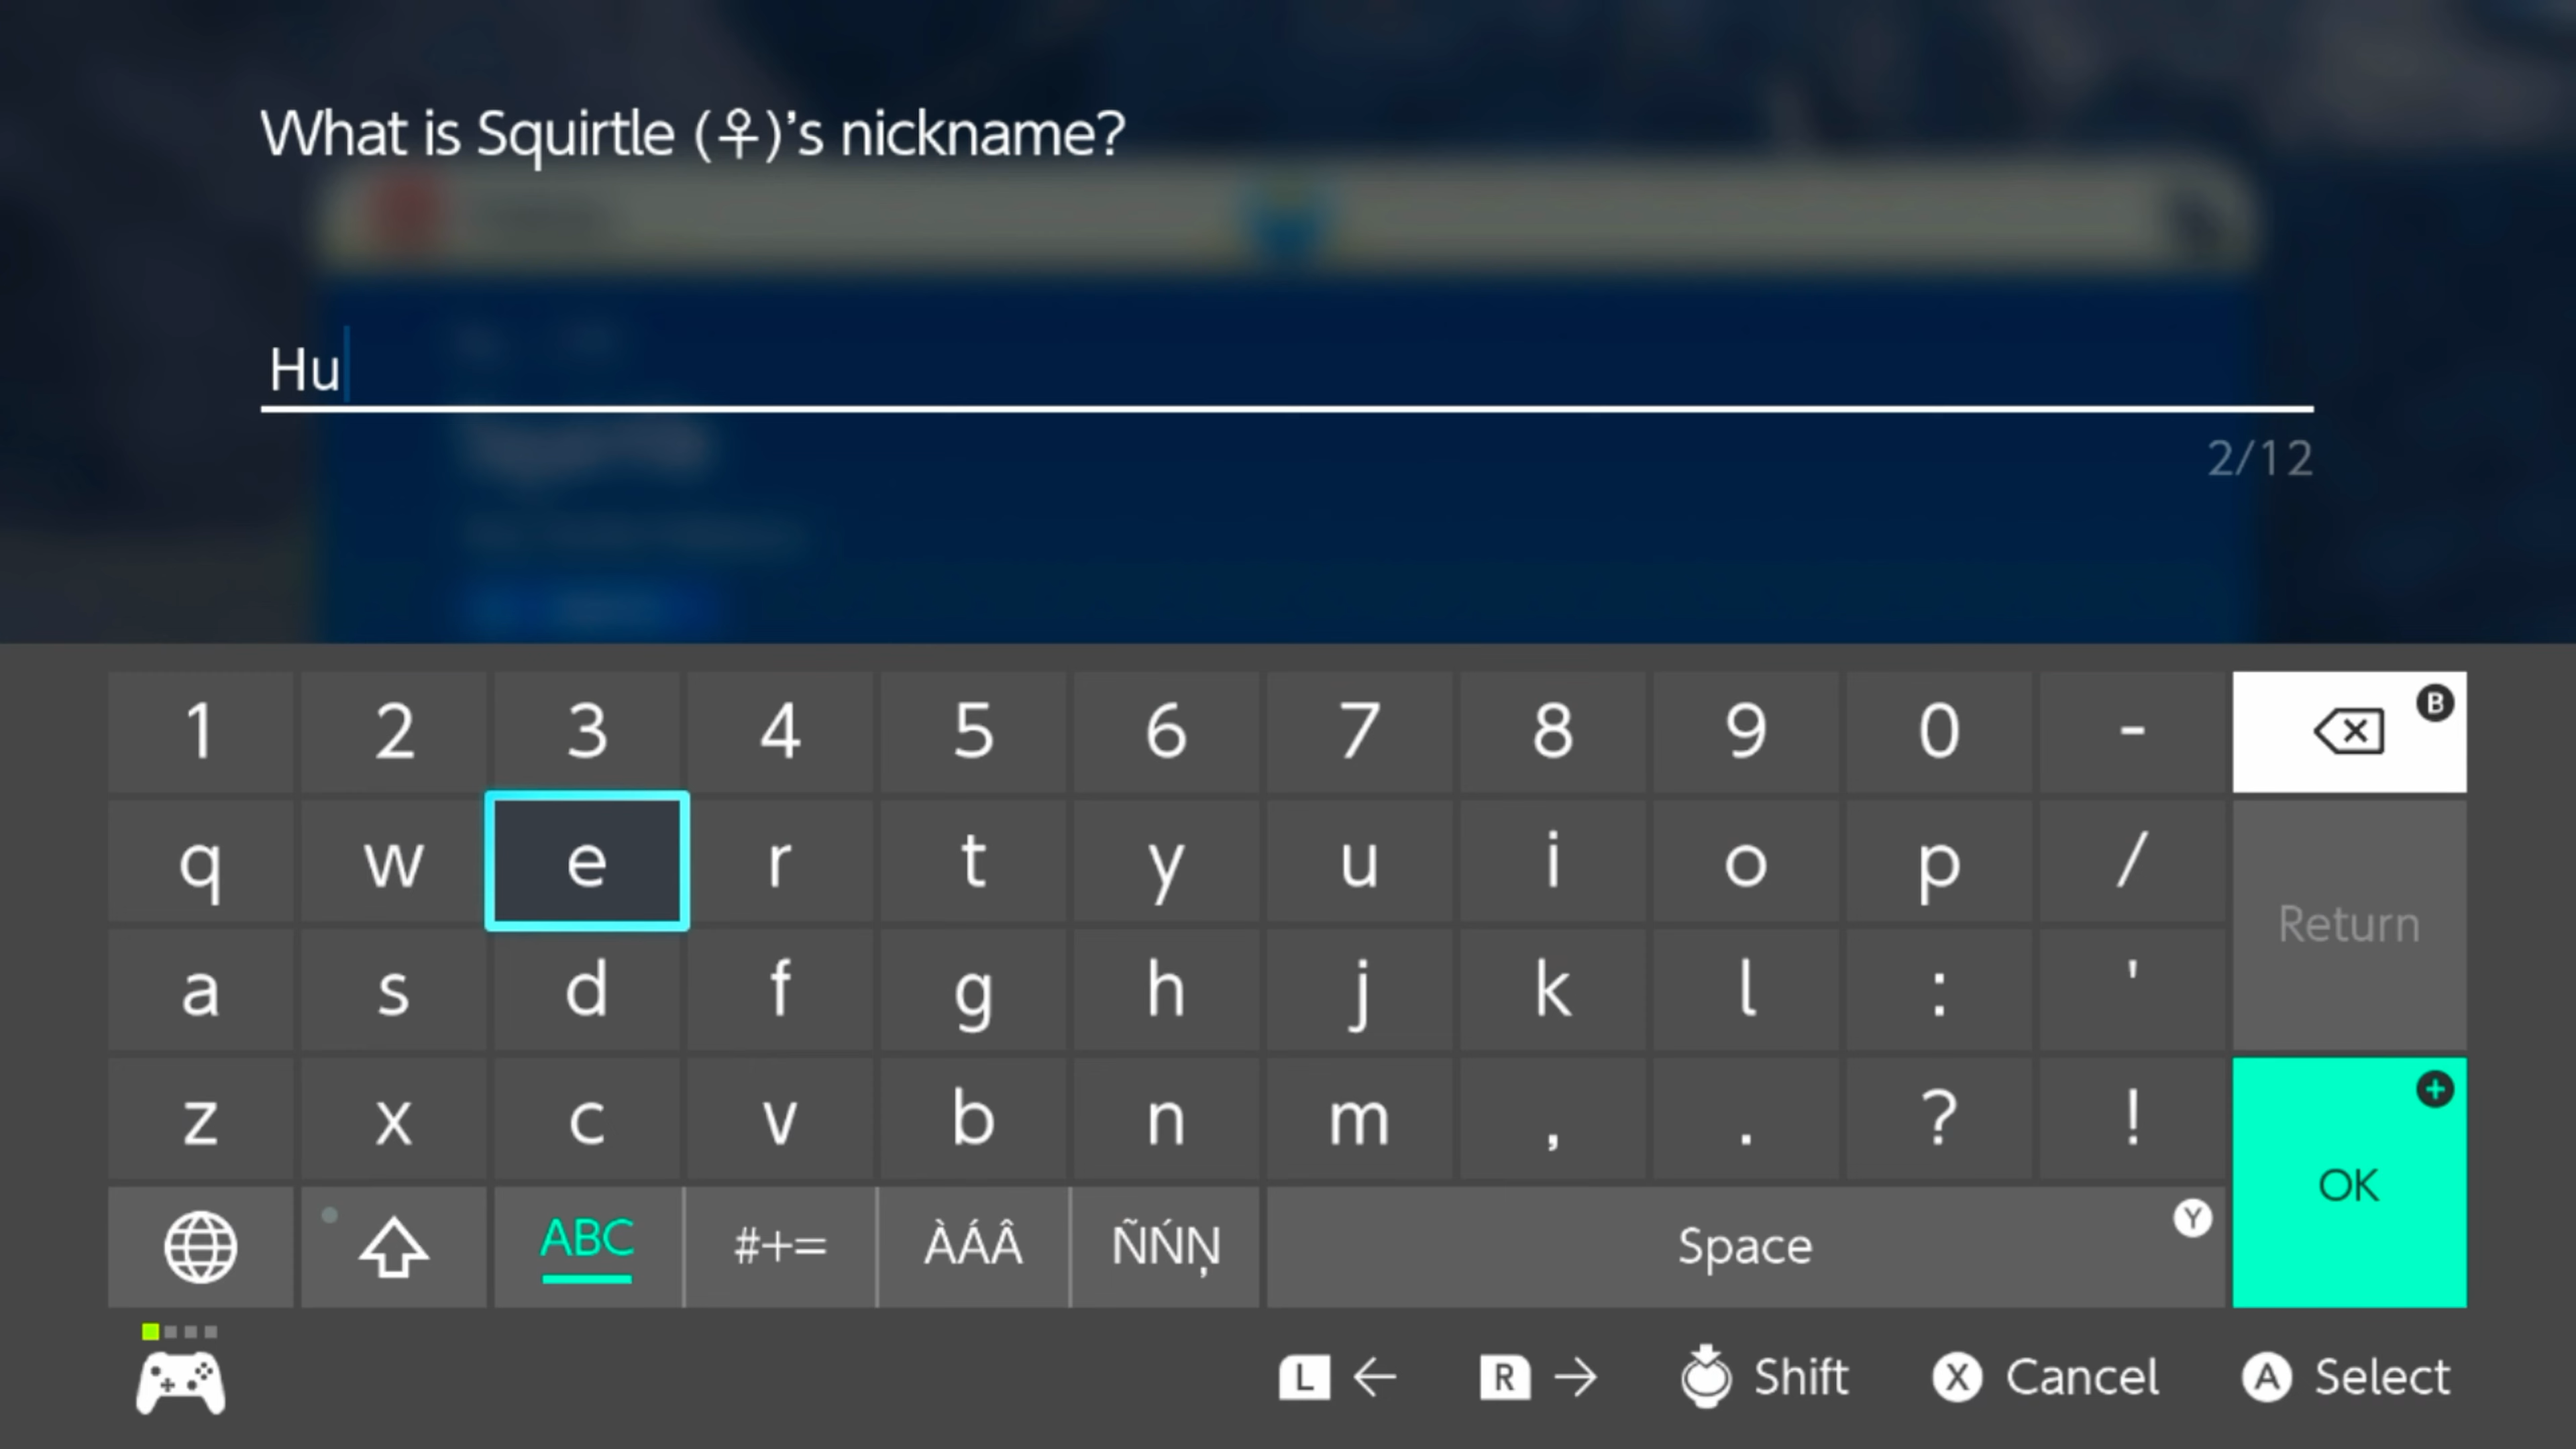 What is Squirtle (♀)’s nickname?
Hu
2/12
1 2 3 4 5 6 7 8 9 0 - B
q w e r t y u i o p /
Return
a s d f g h j k l : '
z x c v b n m , . ? ! +
OK
ABC #+= ÀÁÂ ÑŃŅ Space Y
L ← R → Shift X Cancel A Select